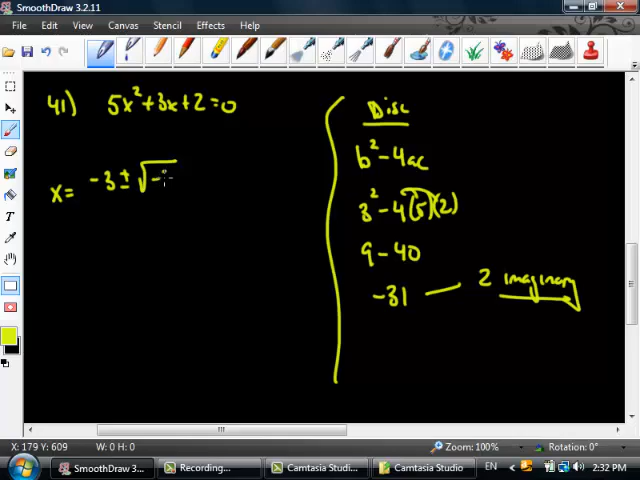 SmoothDraw 3.2.11
File Edit View Canvas Stencil Effects Help
41) 5x²+3x+2=0
x= -3 ± √-
Disc
b²-4ac
3²-4(5)(2)
9-40
-31 — 2 imaginary
X: 179 Y: 609 W: 0 H: 0 Zoom: 100% Rotation: 0°
SmoothDraw 3... Recording... Camtasia Studi... Camtasia Studio EN 2:32 PM